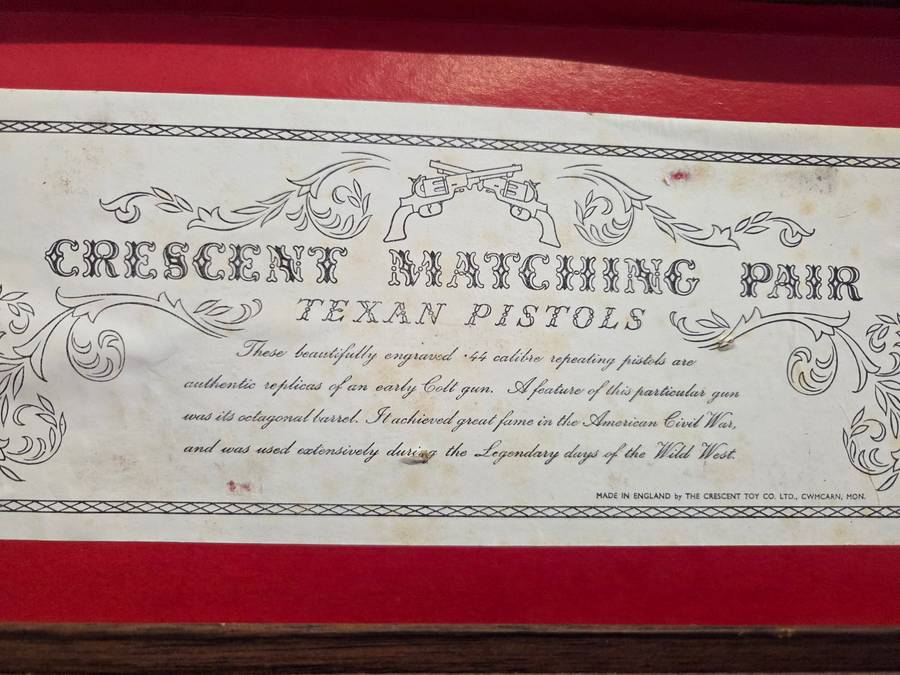 CRESCENT MATCHING PAIR
TEXAN PISTOLS
These beautifully engraved ·44 calibre repeating pistols are
authentic replicas of an early Colt gun. A feature of this particular gun
was its octagonal barrel. It achieved great fame in the American Civil War,
and was used extensively during the Legendary days of the Wild West.
MADE IN ENGLAND by THE CRESCENT TOY CO. LTD., CWMCARN, MON.